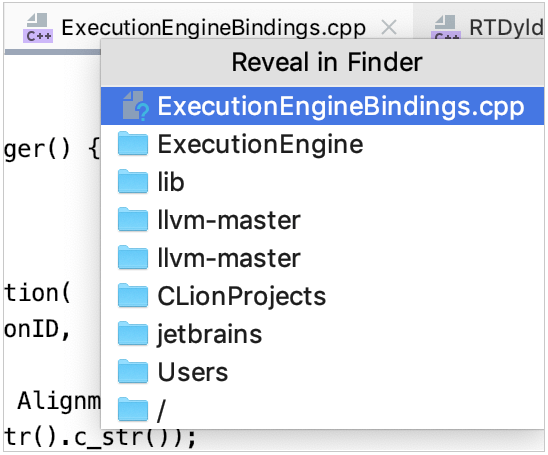 C++ ExecutionEngineBindings.cpp C++ RTDyld
Reveal in Finder
ExecutionEngineBindings.cpp
ger() {
ExecutionEngine
lib
llvm-master
llvm-master
tion(
CLionProjects
onID,
jetbrains
Users
Alignm
/
tr().c_str());